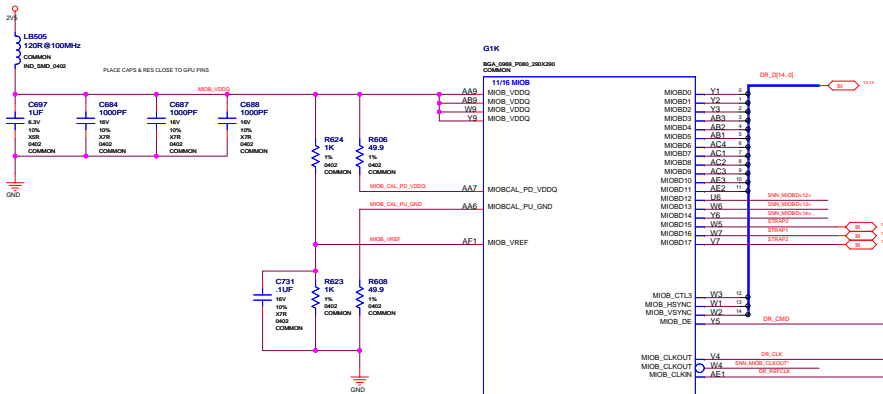 2V5
LB505
120R@100MHz
COMMON
IND_SMD_0402
PLACE CAPS & RES CLOSE TO GPU PINS
MIOB_VDDQ
C697
1UF
6.3V
10%
X5R
0402
COMMON
C684
1000PF
16V
10%
X7R
0402
COMMON
C687
1000PF
16V
10%
X7R
0402
COMMON
C688
1000PF
16V
10%
X7R
0402
COMMON
GND
R624
1K
1%
0402
COMMON
R606
49.9
1%
0402
COMMON
MIOB_CAL_PD_VDDQ
MIOB_CAL_PU_GND
MIOB_VREF
C731
.1UF
16V
10%
X7R
0402
COMMON
R623
1K
1%
0402
COMMON
R608
49.9
1%
0402
COMMON
GND
G1K
BGA_0969_P080_290X290
COMMON
11/16 MIOB
AA9 MIOB_VDDQ
AB9 MIOB_VDDQ
W9 MIOB_VDDQ
Y9 MIOB_VDDQ
AA7 MIOBCAL_PD_VDDQ
AA6 MIOBCAL_PU_GND
AF1 MIOB_VREF
DR_D[14..0]
BI
MIOBD0 Y1 0
MIOBD1 Y2 1
MIOBD2 Y3 2
MIOBD3 AB3 3
MIOBD4 AB2 4
MIOBD5 AB1 5
MIOBD6 AC4 6
MIOBD7 AC1 7
MIOBD8 AC2 8
MIOBD9 AC3 9
MIOBD10 AE3 10
MIOBD11 AE2 11
MIOBD12 U6 SNN_MIOBD<12>
MIOBD13 W6 SNN_MIOBD<13>
MIOBD14 Y6 SNN_MIOBD<14>
MIOBD15 W5 STRAP0 BI
MIOBD16 W7 STRAP1 BI
MIOBD17 V7 STRAP2 BI
MIOB_CTL3 W3 12
MIOB_HSYNC W1 13
MIOB_VSYNC W2 14
MIOB_DE Y5 DR_CMD
MIOB_CLKOUT V4 DR_CLK
MIOB_CLKOUT W4 SNN_MIOB_CLKOUT*
MIOB_CLKIN AE1 DR_REFCLK